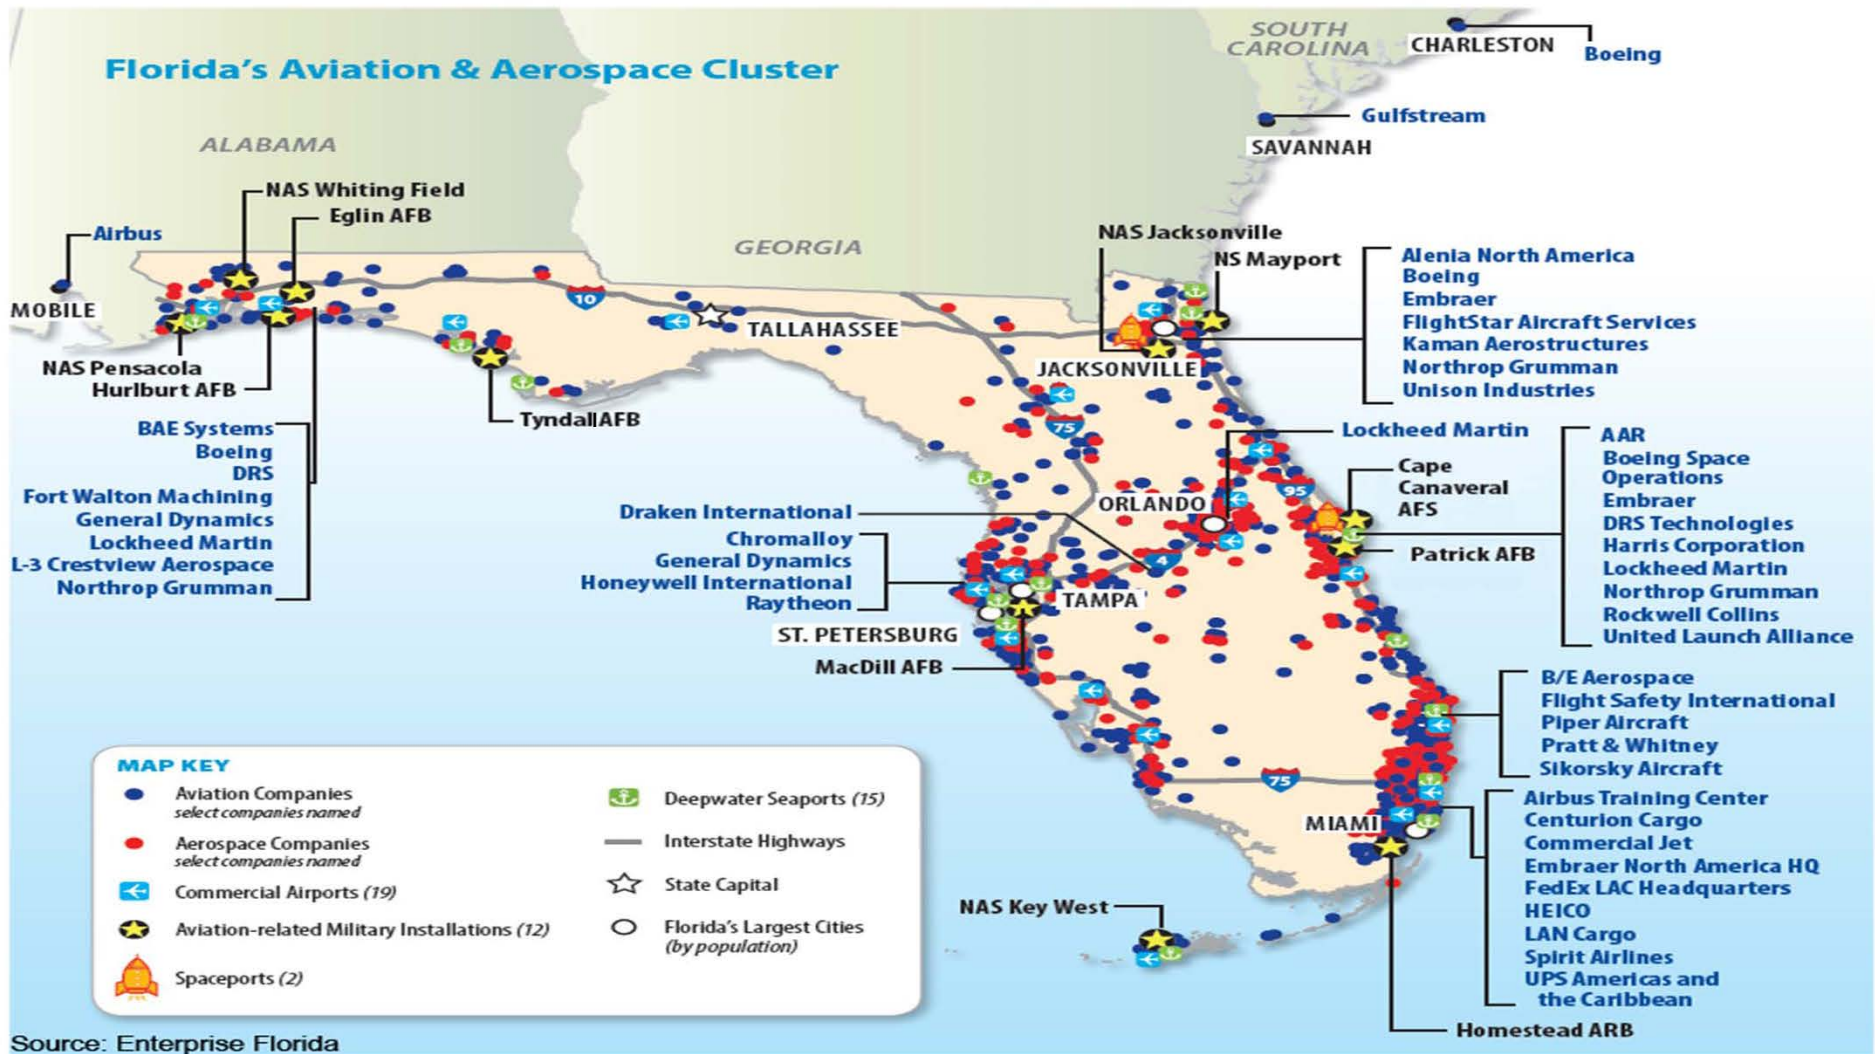 Florida's Aviation & Aerospace Cluster
SOUTH
CAROLINA
CHARLESTON
Boeing
Gulfstream
SAVANNAH
ALABAMA
GEORGIA
NAS Whiting Field
Eglin AFB
Airbus
MOBILE
NAS Pensacola
Hurlburt AFB
Tyndall AFB
10
TALLAHASSEE
NAS Jacksonville
NS Mayport
JACKSONVILLE
Alenia North America
Boeing
Embraer
FlightStar Aircraft Services
Kaman Aerostructures
Northrop Grumman
Unison Industries
BAE Systems
Boeing
DRS
Fort Walton Machining
General Dynamics
Lockheed Martin
L-3 Crestview Aerospace
Northrop Grumman
75
Lockheed Martin
Cape
Canaveral
AFS
95
ORLANDO
Patrick AFB
AAR
Boeing Space
Operations
Embraer
DRS Technologies
Harris Corporation
Lockheed Martin
Northrop Grumman
Rockwell Collins
United Launch Alliance
Draken International
4
Chromalloy
General Dynamics
Honeywell International
Raytheon
TAMPA
ST. PETERSBURG
MacDill AFB
B/E Aerospace
Flight Safety International
Piper Aircraft
Pratt & Whitney
Sikorsky Aircraft
75
MIAMI
Airbus Training Center
Centurion Cargo
Commercial Jet
Embraer North America HQ
FedEx LAC Headquarters
HEICO
LAN Cargo
Spirit Airlines
UPS Americas and
the Caribbean
Homestead ARB
NAS Key West
MAP KEY
Aviation Companies
select companies named
Aerospace Companies
select companies named
Commercial Airports (19)
Aviation-related Military Installations (12)
Spaceports (2)
Deepwater Seaports (15)
Interstate Highways
State Capital
Florida's Largest Cities
(by population)
Source: Enterprise Florida